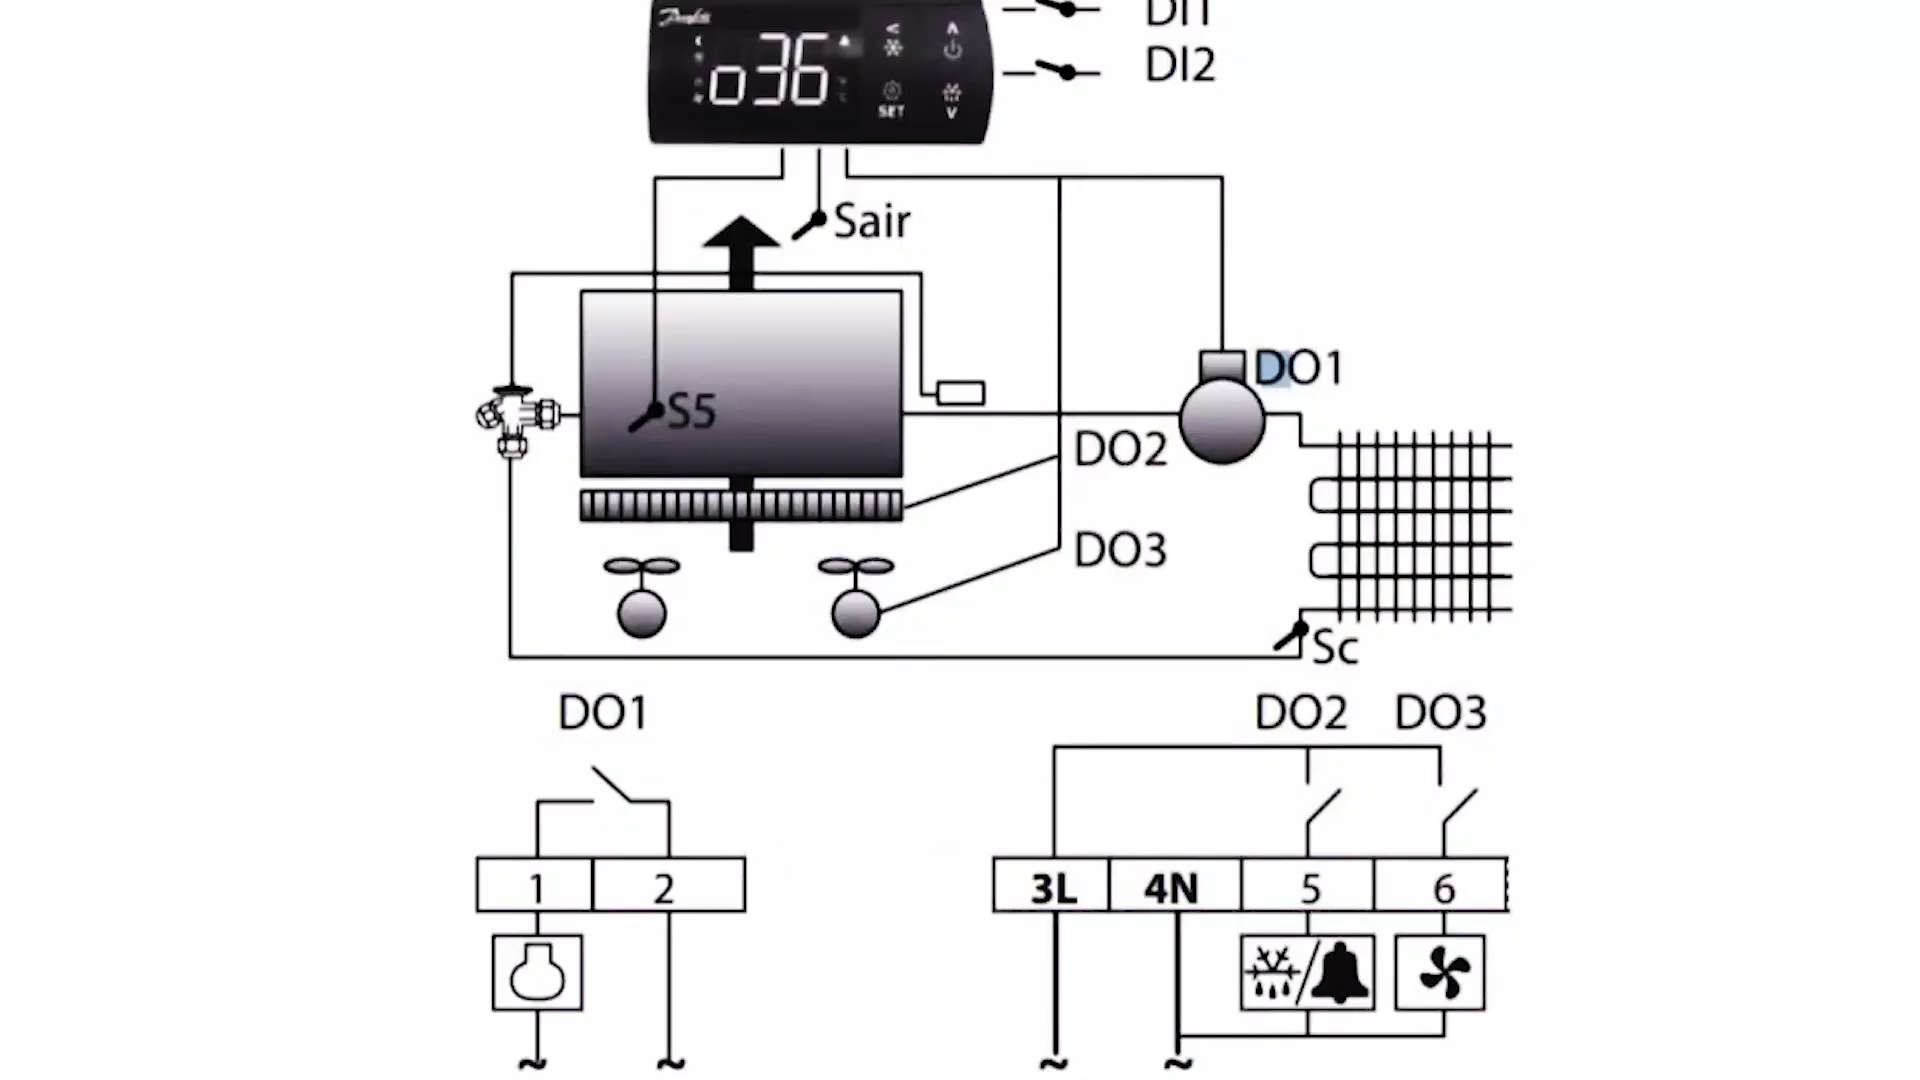 DI1
Danfoss
o36
SET
DI2
Sair
DO1
S5
DO2
DO3
Sc
DO1
DO2 DO3
1 2
3L 4N 5 6